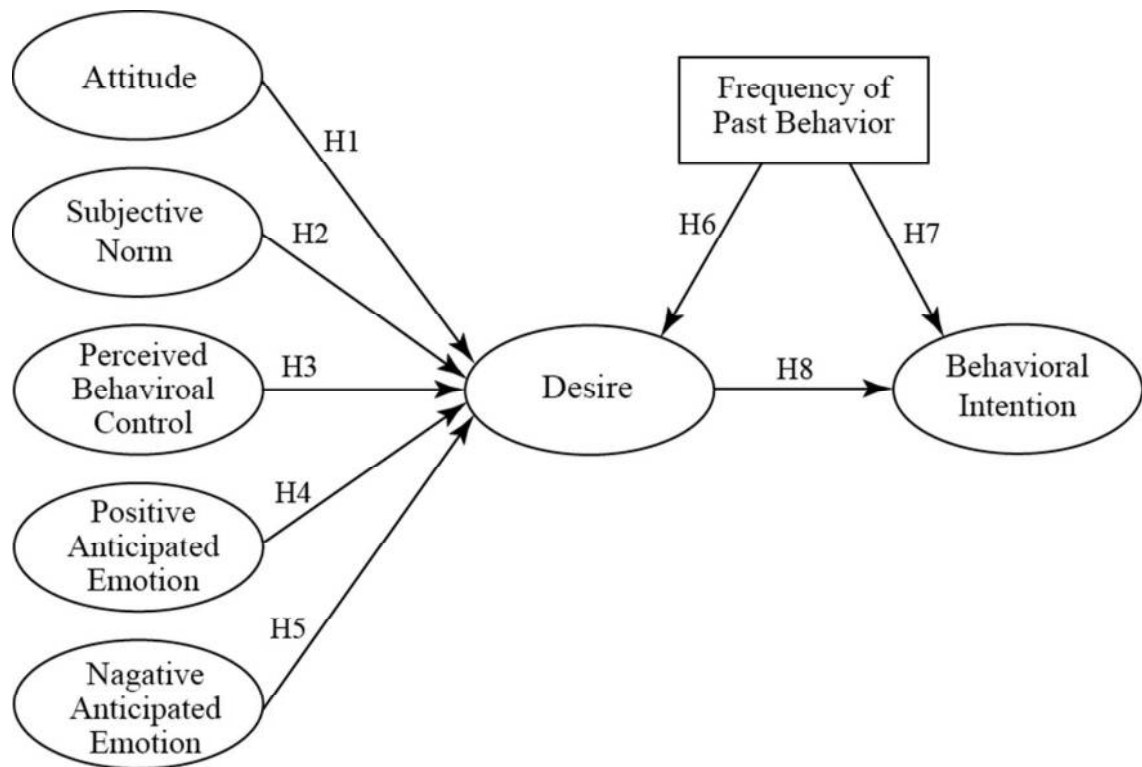 Attitude
H1
Frequency of
Past Behavior
Subjective
Norm
H2
H6
H7
Perceived
Behaviroal
Control
H3
Desire
H8
Behavioral
Intention
Positive
Anticipated
Emotion
H4
H5
Nagative
Anticipated
Emotion